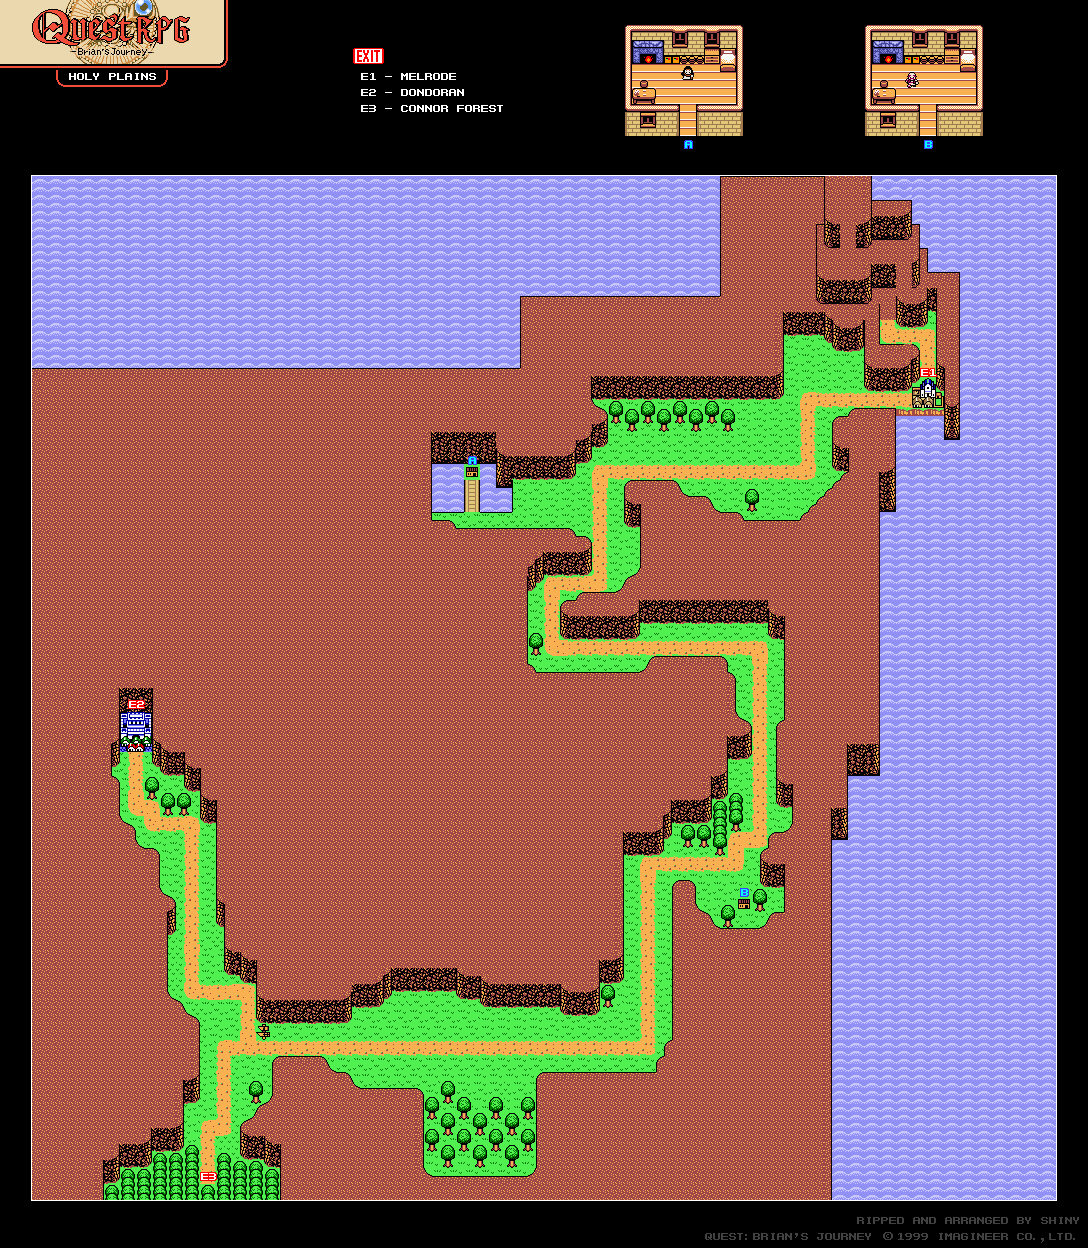 QUESTRPG
-Brian's Journey-
HOLY PLAINS
EXIT
E1 - MELRODE
E2 - DONDORAN
E3 - CONNOR FOREST
A
B
E1
A
E2
B
E3
RIPPED AND ARRANGED BY SHINY
QUEST: BRIAN'S JOURNEY © 1999 IMAGINEER CO., LTD.